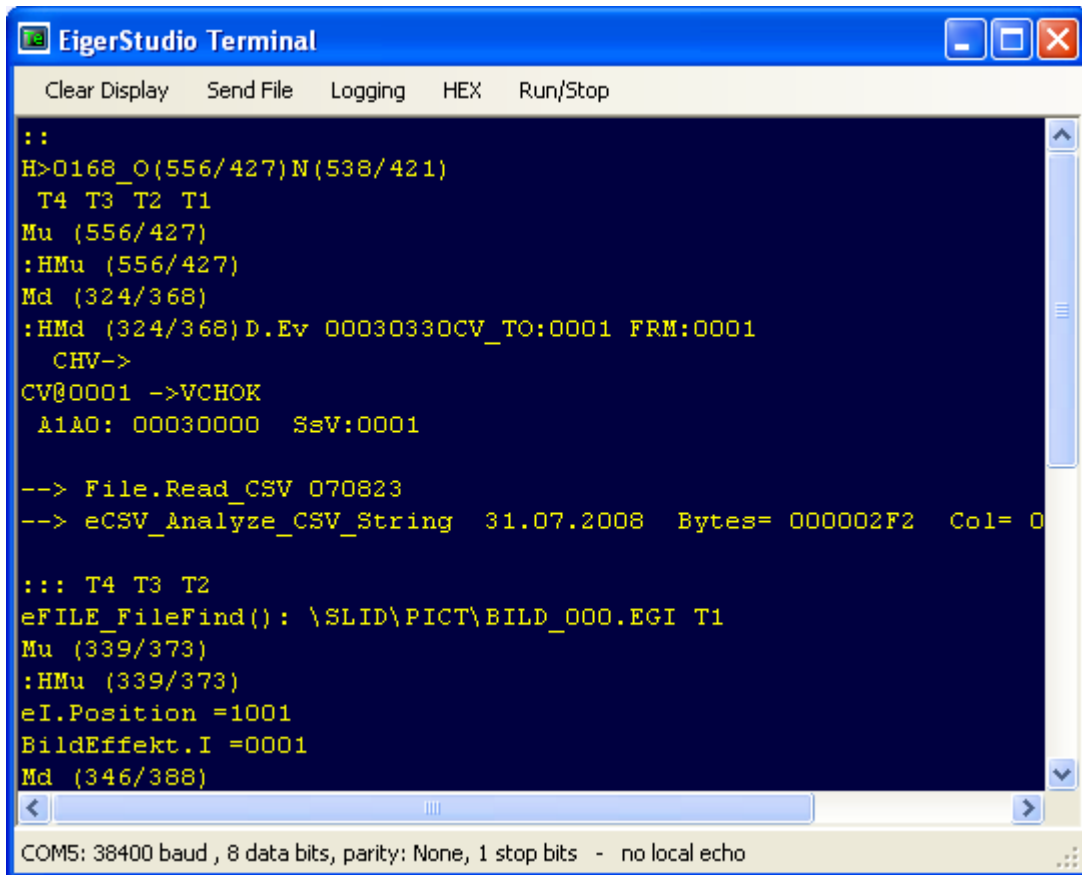 EigerStudio Terminal
Clear Display Send File Logging HEX Run/Stop
::
H>0168_O(556/427)N(538/421)
 T4 T3 T2 T1
Mu (556/427)
:HMu (556/427)
Md (324/368)
:HMd (324/368)D.Ev 00030330CV_TO:0001 FRM:0001
  CHV->
CV@0001 ->VCHOK
 A1A0: 00030000  SsV:0001
--> File.Read_CSV 070823
--> eCSV_Analyze_CSV_String  31.07.2008  Bytes= 000002F2  Col= 0
::: T4 T3 T2
eFILE_FileFind(): \SLID\PICT\BILD_000.EGI T1
Mu (339/373)
:HMu (339/373)
eI.Position =1001
BildEffekt.I =0001
Md (346/388)
COM5: 38400 baud , 8 data bits, parity: None, 1 stop bits  -  no local echo